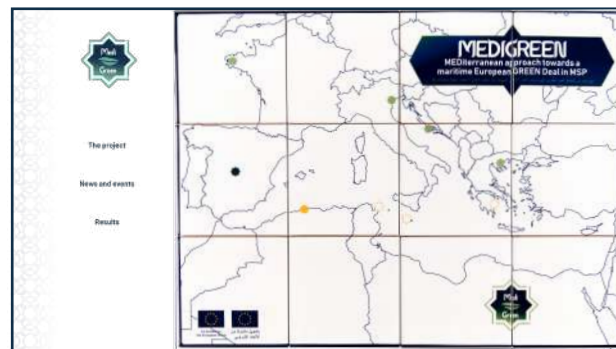 Medi
Green
The project
News and events
Results
MEDIGREEN
MEDiterranean approach towards a
maritime European GREEN Deal in MSP
Medi
Green